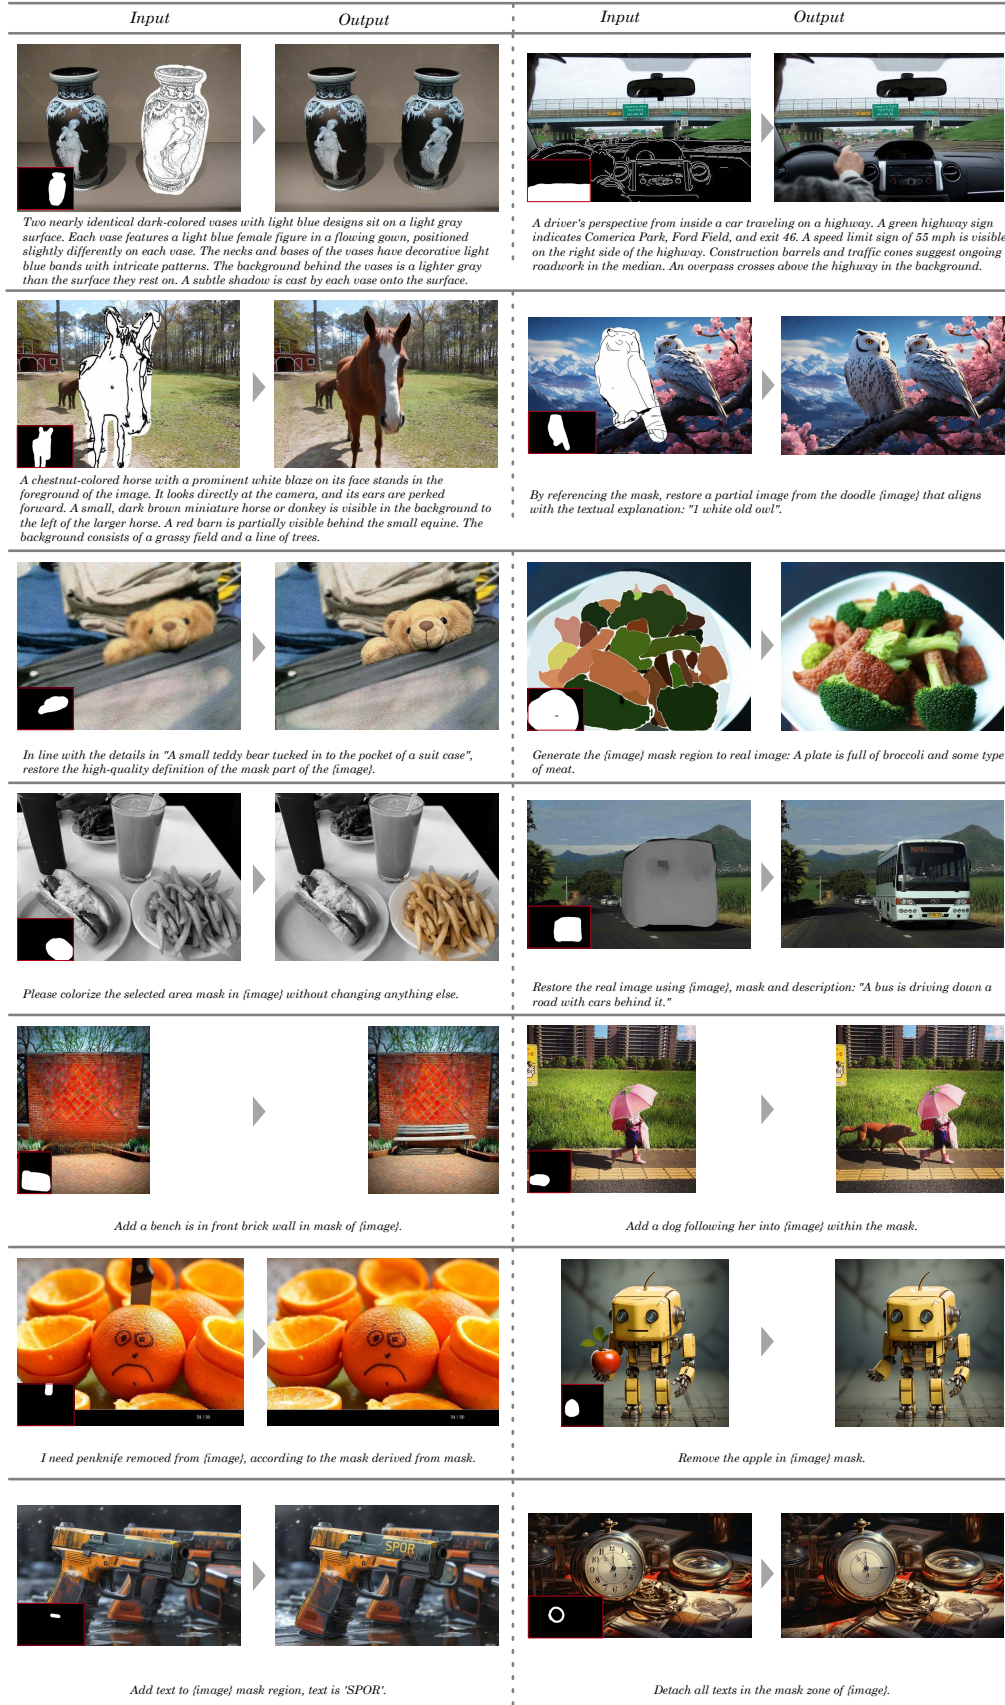 Input Output
Input Output
Two nearly identical dark-colored vases with light blue designs sit on a light gray
surface. Each vase features a light blue female figure in a flowing gown, positioned
slightly differently on each vase. The necks and bases of the vases have decorative light
blue bands with intricate patterns. The background behind the vases is a lighter gray
than the surface they rest on. A subtle shadow is cast by each vase onto the surface.
A driver's perspective from inside a car traveling on a highway. A green highway sign
indicates Comerica Park, Ford Field, and exit 46. A speed limit sign of 55 mph is visible
on the right side of the highway. Construction barrels and traffic cones suggest ongoing
roadwork in the median. An overpass crosses above the highway in the background.
A chestnut-colored horse with a prominent white blaze on its face stands in the
foreground of the image. It looks directly at the camera, and its ears are perked
forward. A small, dark brown miniature horse or donkey is visible in the background to
the left of the larger horse. A red barn is partially visible behind the small equine. The
background consists of a grassy field and a line of trees.
By referencing the mask, restore a partial image from the doodle {image} that aligns
with the textual explanation: "1 white old owl".
In line with the details in "A small teddy bear tucked in to the pocket of a suit case",
restore the high-quality definition of the mask part of the {image}.
Generate the {image} mask region to real image: A plate is full of broccoli and some type
of meat.
Please colorize the selected area mask in {image} without changing anything else.
Restore the real image using {image}, mask and description: "A bus is driving down a
road with cars behind it."
Add a bench is in front brick wall in mask of {image}.
Add a dog following her into {image} within the mask.
34 / 50
34 / 50
I need penknife removed from {image}, according to the mask derived from mask.
Remove the apple in {image} mask.
SPOR
Add text to {image} mask region, text is 'SPOR'.
Detach all texts in the mask zone of {image}.